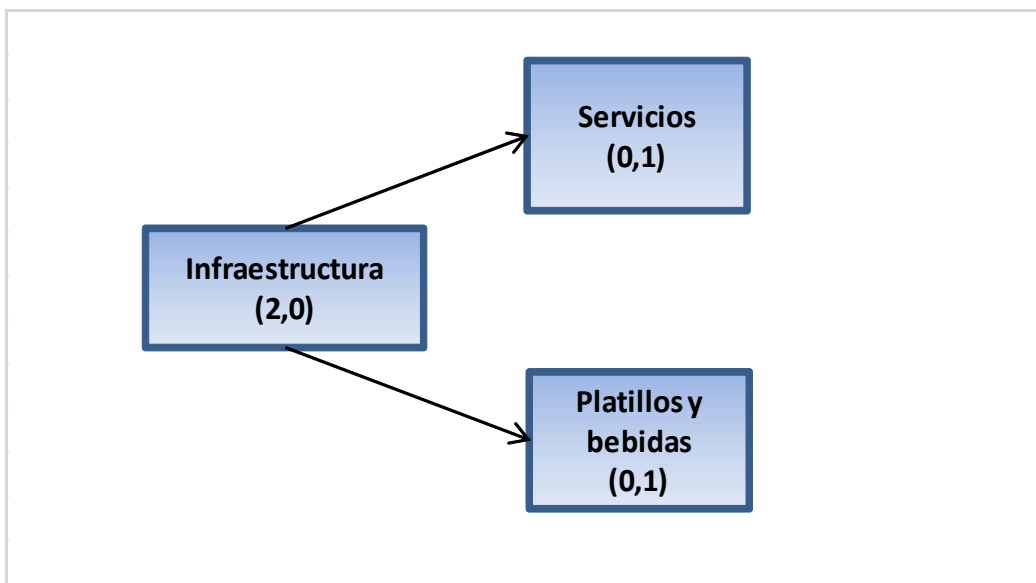 Servicios
(0,1)
Infraestructura
(2,0)
Platillos y
bebidas
(0,1)